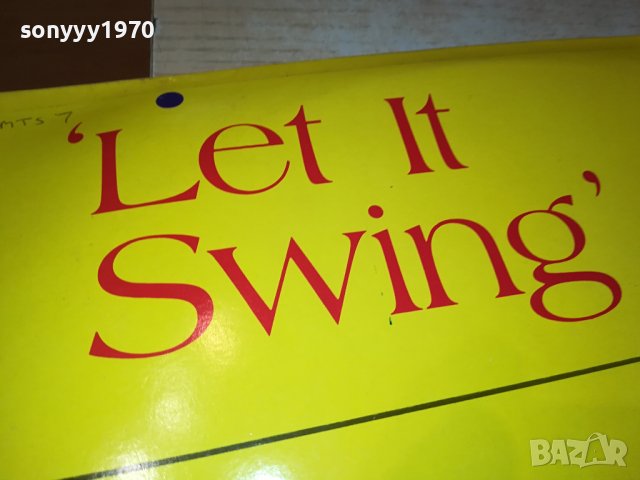 sonyyy1970
MTS 7
'Let It
Swing'
BAZAR